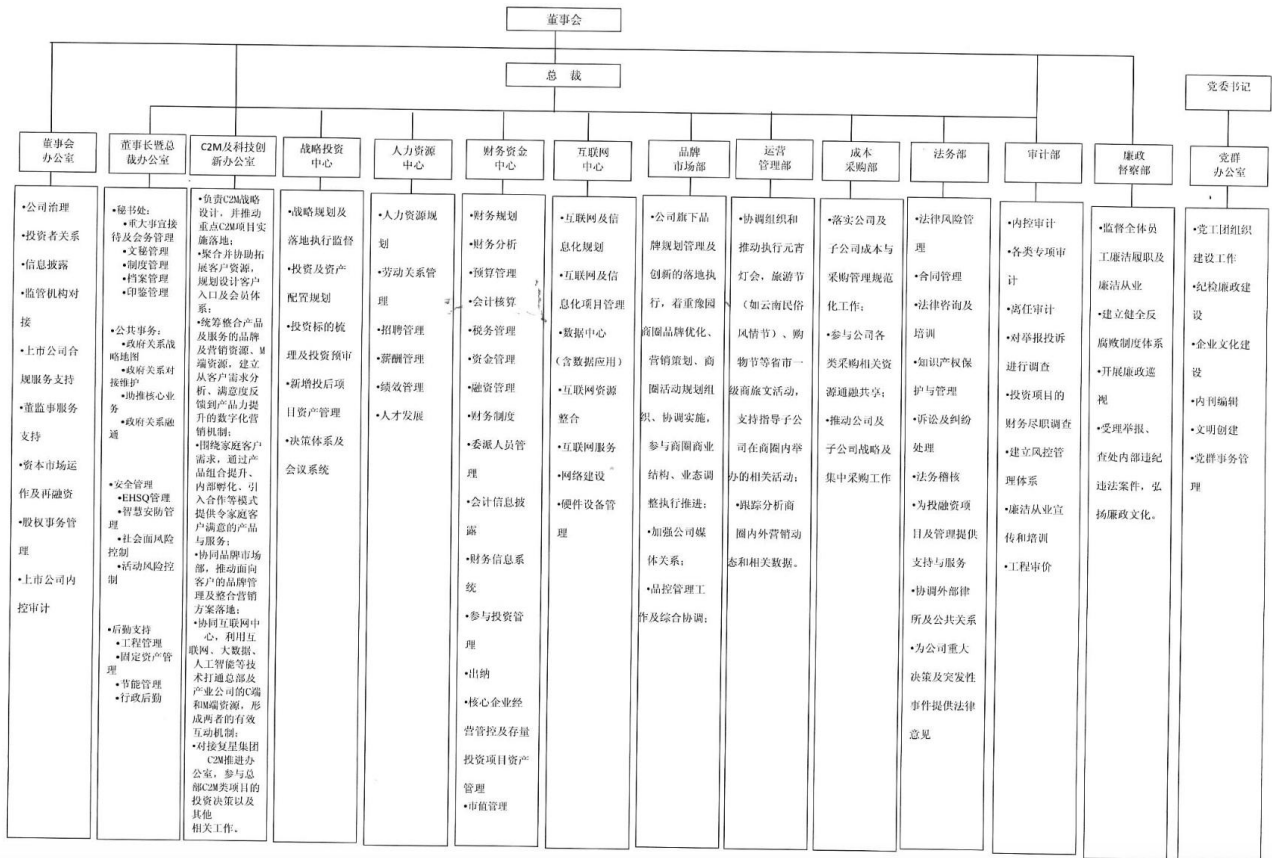 董事会
总 裁
党委书记
董事会
办公室
•公司治理
•投资者关系
•信息披露
•监管机构对
接
•上市公司合
规服务支持
•董监事服务
支持
•资本市场运
作及再融资
•股权事务管
理
•上市公司内
控审计
董事长暨总
裁办公室
•秘书处:
•重大事宜接
待及会务管理
•文秘管理
•制度管理
•档案管理
•印鉴管理
•公共事务:
•政府关系战
略地图
•政府关系对
接维护
•助推核心业
务
•政府关系融
通
•安全管理
•EHSQ管理
•智慧安防管
理
•社会面风险
控制
•活动风险控
制
•后勤支持
•工程管理
•固定资产管
理
•节能管理
•行政后勤
C2M及科技创
新办公室
•负责C2M战略
设计，并推动
重点C2M项目实
施落地;
•聚合并协助拓
展客户资源，
规划设计客户
入口及会员体
系;
•统筹整合产品
及服务的品牌
及营销资源、M
端资源，建立
从客户需求分
析、满意度反
馈到产品力提
升的数字化营
销机制;
•围绕家庭客户
需求，通过产
品组合提升、
内部孵化、引
入合作等模式
提供令家庭客
户满意的产品
与服务;
•协同品牌市场
部，推动面向
客户的品牌管
理及整合营销
方案落地;
•协同互联网中
心，利用互
联网、大数据、
人工智能等技
术打通总部及
产业公司的C端
和M端资源，形
成两者的有效
互动机制;
•对接复星集团
C2M推进办
公室，参与总
部C2M类项目的
投资决策以及
其他
相关工作。
战略投资
中心
•战略规划及
落地执行监督
•投资及资产
配置规划
•投资标的梳
理及投资预审
•新增投后项
目资产管理
•决策体系及
会议系统
人力资源
中心
•人力资源规
划
•劳动关系管
理
•招聘管理
•薪酬管理
•绩效管理
•人才发展
财务资金
中心
•财务规划
•财务分析
•预算管理
•会计核算
•税务管理
•资金管理
•融资管理
•财务制度
•委派人员管
理
•会计信息披
露
•财务信息系
统
•参与投资管
理
•出纳
•核心企业经
营管控及存量
投资项目资产
管理
•市值管理
互联网
中心
•互联网及信
息化规划
•互联网及信
息化项目管理
•数据中心
(含数据应用)
•互联网资源
整合
•互联网服务
•网络建设
•硬件设备管
理
品牌
市场部
•公司旗下品
牌规划管理及
创新的落地执
行，着重豫园
商圈品牌优化、
营销策划、商
圈活动规划组
织、协调实施，
参与商圈商业
结构、业态调
整执行推进;
•加强公司媒
体关系;
•品控管理工
作及综合协调;
运营
管理部
•协调组织和
推动执行元宵
灯会，旅游节
（如云南民俗
风情节）、购
物节等省市一
级商旅文活动，
支持指导子公
司在商圈内举
办的相关活动;
•跟踪分析商
圈内外营销动
态和相关数据。
成本
采购部
•落实公司及
子公司成本与
采购管理规范
化工作;
•参与公司各
类采购相关资
源通融共享;
•推动公司及
子公司战略及
集中采购工作
法务部
•法律风险管
理
•合同管理
•法律咨询及
培训
•知识产权保
护与管理
•诉讼及纠纷
处理
•法务稽核
•为投融资项
目及管理提供
支持与服务
•协调外部律
所及公共关系
•为公司重大
决策及突发性
事件提供法律
意见
审计部
•内控审计
•各类专项审
计
•离任审计
•对举报投诉
进行调查
•投资项目的
财务尽职调查
•建立风控管
理体系
•廉洁从业宣
传和培训
•工程审价
廉政
督察部
•监督全体员
工廉洁履职及
廉洁从业
•建立健全反
腐败制度体系
•开展廉政巡
视
•受理举报、
查处内部违纪
违法案件，弘
扬廉政文化。
党群
办公室
•党工团组织
建设工作
•纪检廉政建
设
•企业文化建
设
•内刊编辑
•文明创建
•党群事务管
理